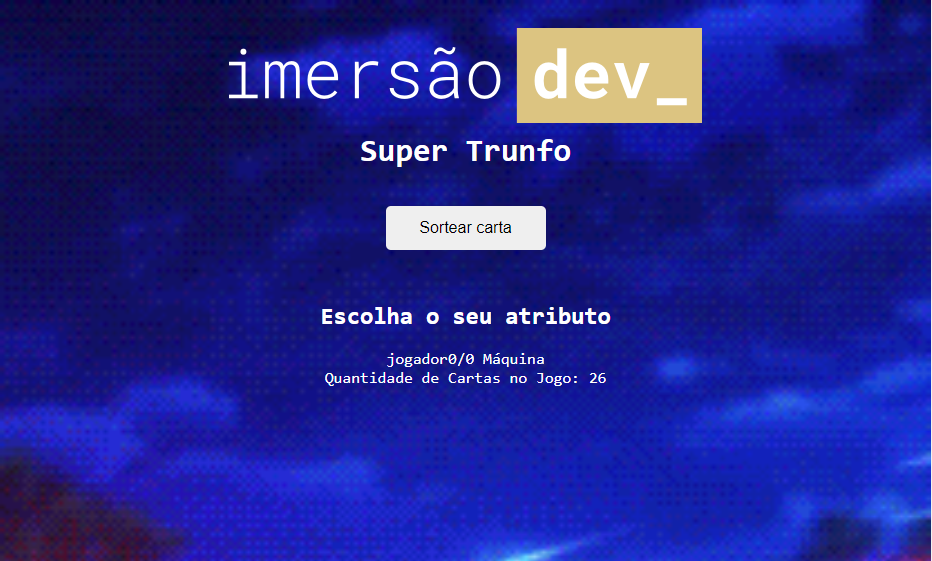 imersão dev_
Super Trunfo
Sortear carta
Escolha o seu atributo
jogador0/0 Máquina
Quantidade de Cartas no Jogo: 26